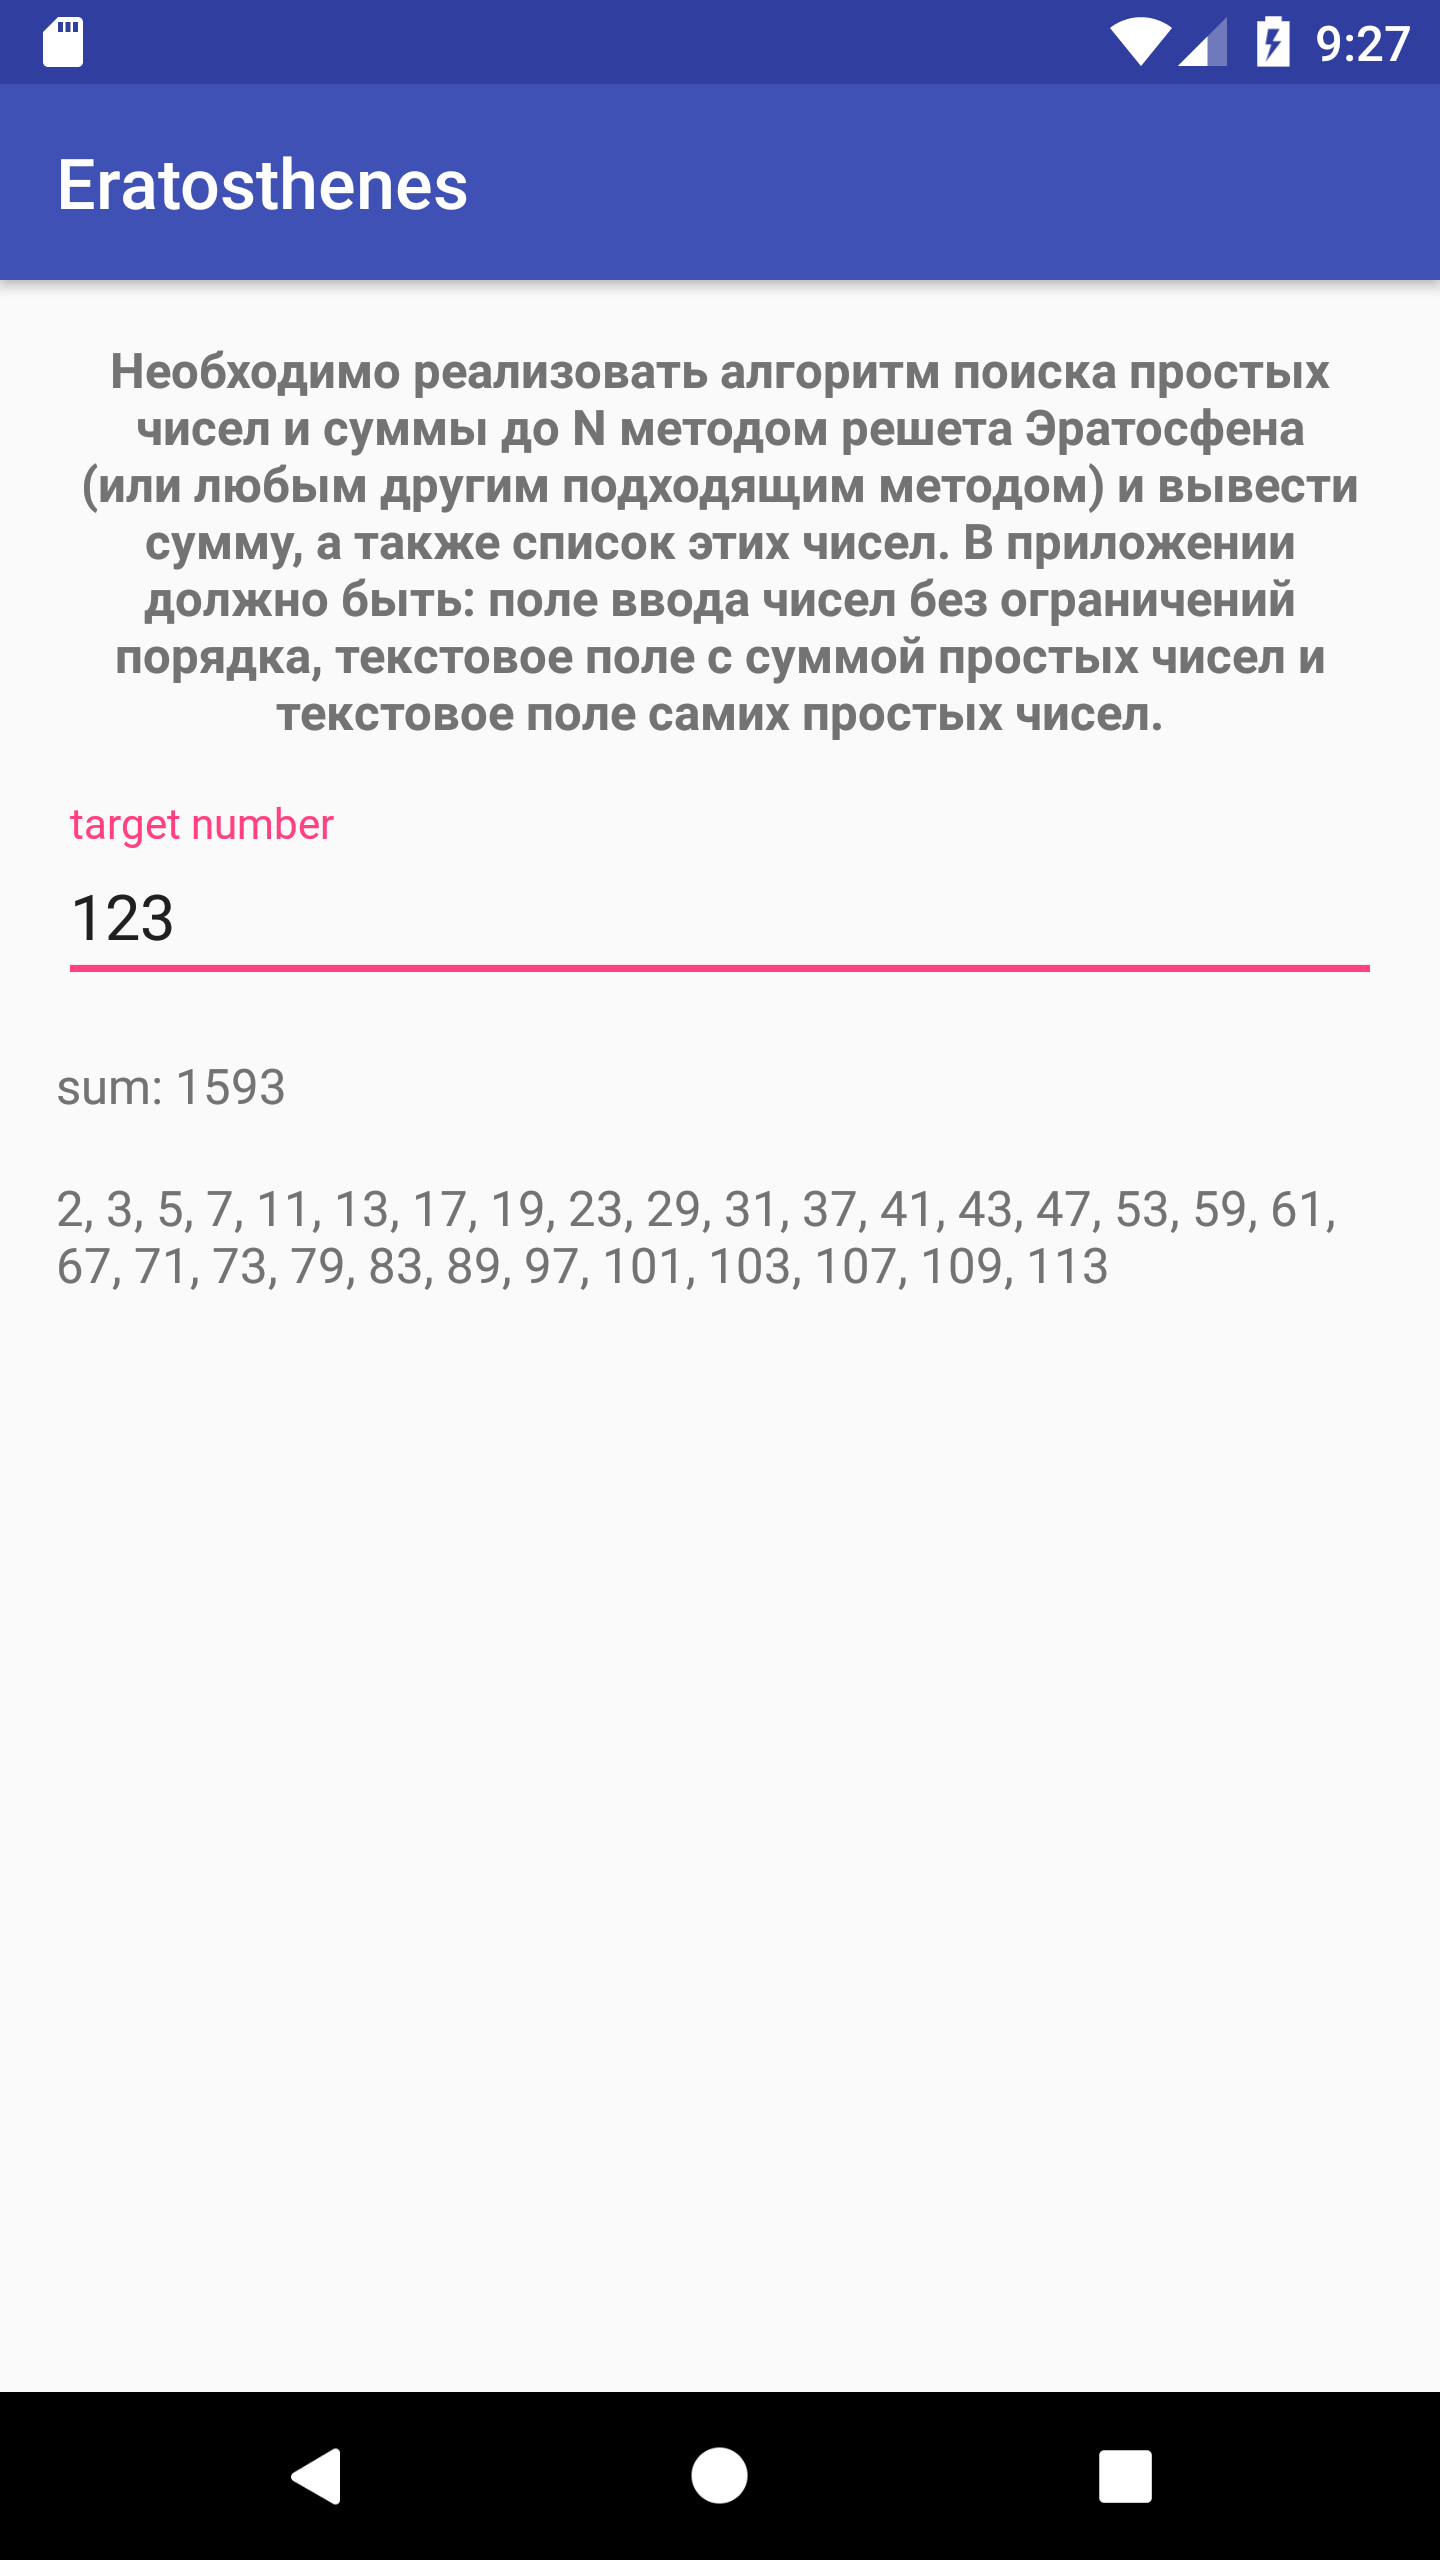 9:27
Eratosthenes
Необходимо реализовать алгоритм поиска простых
чисел и суммы до N методом решета Эратосфена
(или любым другим подходящим методом) и вывести
сумму, а также список этих чисел. В приложении
должно быть: поле ввода чисел без ограничений
порядка, текстовое поле с суммой простых чисел и
текстовое поле самих простых чисел.
target number
123
sum: 1593
2, 3, 5, 7, 11, 13, 17, 19, 23, 29, 31, 37, 41, 43, 47, 53, 59, 61,
67, 71, 73, 79, 83, 89, 97, 101, 103, 107, 109, 113